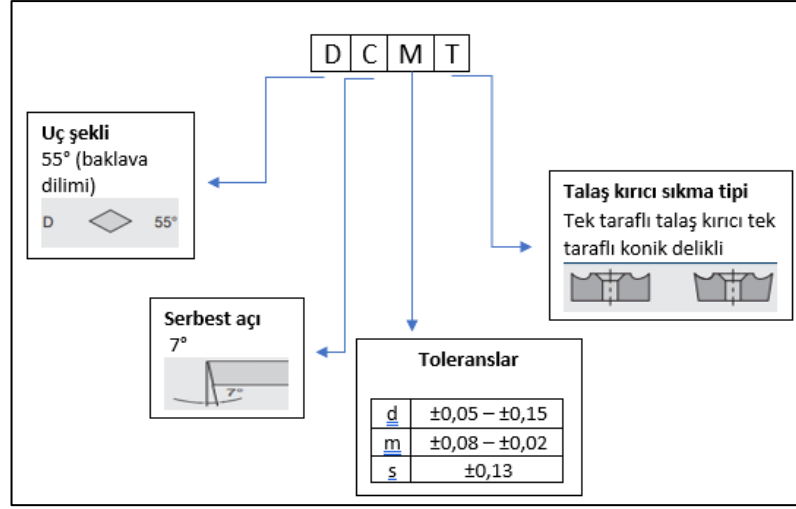 D C M T
Uç şekli
55° (baklava
dilimi)
D 55°
Talaş kırıcı sıkma tipi
Tek taraflı talaş kırıcı tek
taraflı konik delikli
Serbest açı
7°
7°
Toleranslar
d ±0,05 – ±0,15
m ±0,08 – ±0,02
s ±0,13